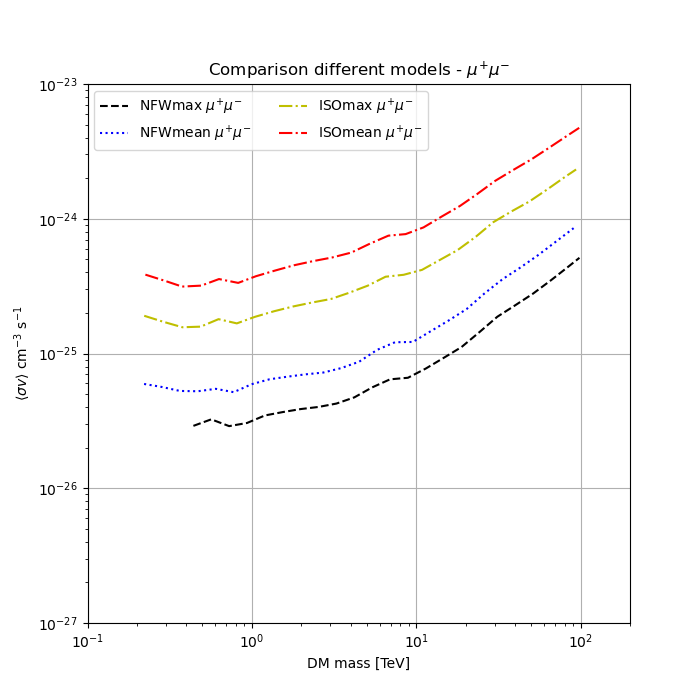 Comparison different models - μ⁺μ⁻
NFWmax μ⁺μ⁻
NFWmean μ⁺μ⁻
ISOmax μ⁺μ⁻
ISOmean μ⁺μ⁻
10⁻²³
10⁻²⁴
10⁻²⁵
10⁻²⁶
10⁻²⁷
⟨σv⟩ cm⁻³ s⁻¹
10⁻¹ 10⁰ 10¹ 10²
DM mass [TeV]